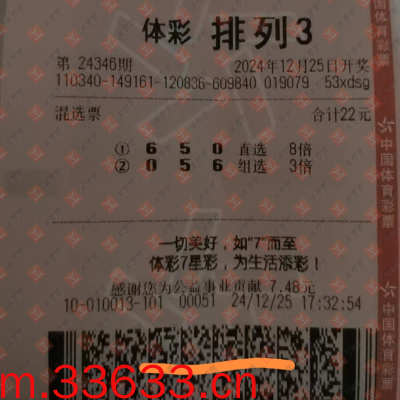 体彩 排列3
第 24346期 2024年12月25日开奖
110340-149161-120836-609840 019079 53xdsg
混选票 合计22元
① 6 5 0 直选 8倍
② 0 5 6 组选 3倍
一切美好，如“7”而至
体彩7星彩，为生活添彩！
感谢您为公益事业贡献 7.48元
10-010013-101 00051 24/12/25 17:32:54
m.33633.cn
国体育彩票
中国体育彩票
中国体育彩票